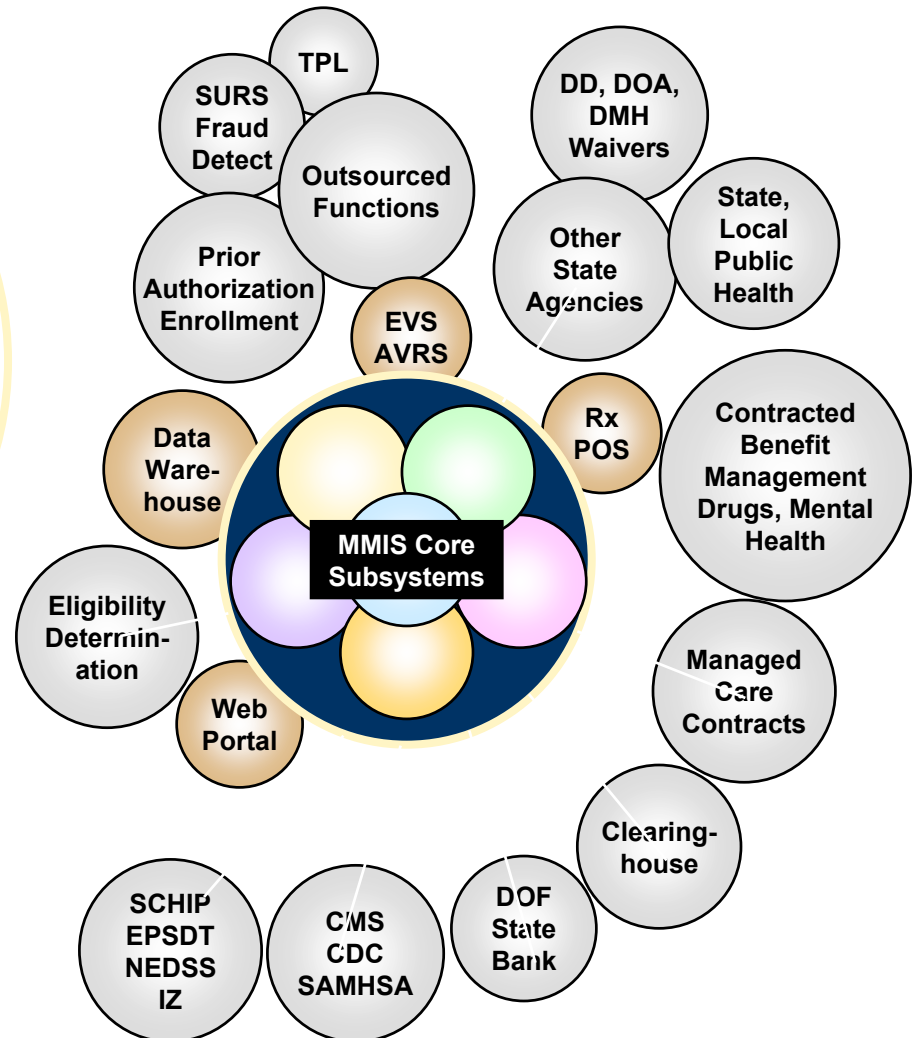 TPL
SURS
Fraud
Detect
Outsourced
Functions
Prior
Authorization
Enrollment
EVS
AVRS
DD, DOA,
DMH
Waivers
State,
Local
Public
Health
Other
State
Agencies
Rx
POS
Contracted
Benefit
Management
Drugs, Mental
Health
Data
Ware-
house
MMIS Core
Subsystems
Eligibility
Determin-
ation
Web
Portal
Managed
Care
Contracts
Clearing-
house
DOF
State
Bank
CMS
CDC
SAMHSA
SCHIP
EPSDT
NEDSS
IZ